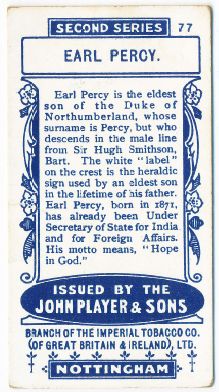 SECOND SERIES 77
EARL PERCY.
Earl Percy is the eldest
son of the Duke of
Northumberland, whose
surname is Percy, but who
descends in the male line
from Sir Hugh Smithson,
Bart. The white "label"
on the crest is the heraldic
sign used by an eldest son
in the lifetime of his father.
Earl Percy, born in 1871,
has already been Under
Secretary of State for India
and for Foreign Affairs.
His motto means, "Hope
in God."
ISSUED BY THE
JOHN PLAYER & SONS
BRANCH OF THE IMPERIAL TOBACCO CO.
(OF GREAT BRITAIN & IRELAND), LTD.
NOTTINGHAM